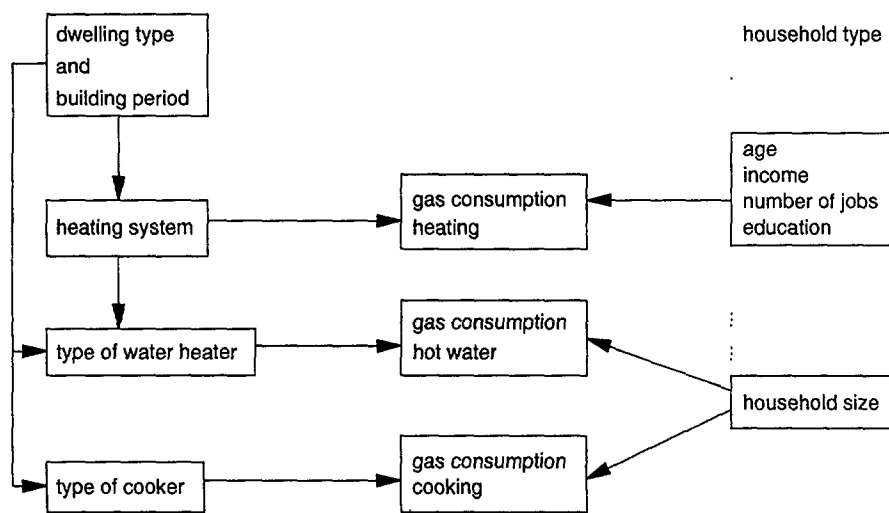 dwelling type
and
building period
household type
age
income
number of jobs
education
heating system
gas consumption
heating
type of water heater
gas consumption
hot water
household size
type of cooker
gas consumption
cooking